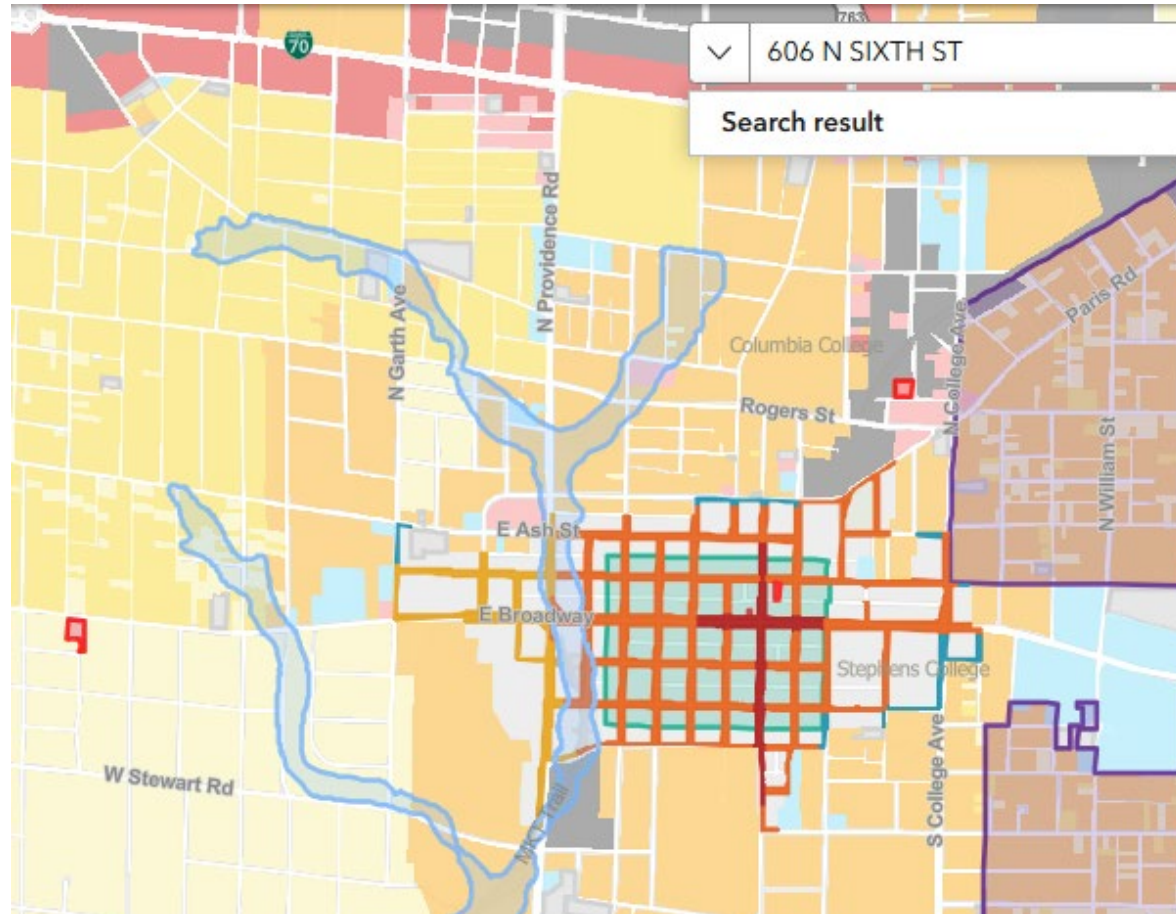 763
70
606 N SIXTH ST
Search result
N Providence Rd
N Garth Ave
Columbia College
N College Ave
Paris Rd
Rogers St
N William St
E Ash St
E Broadway
Stephens College
W Stewart Rd
MKT Trail
S College Ave